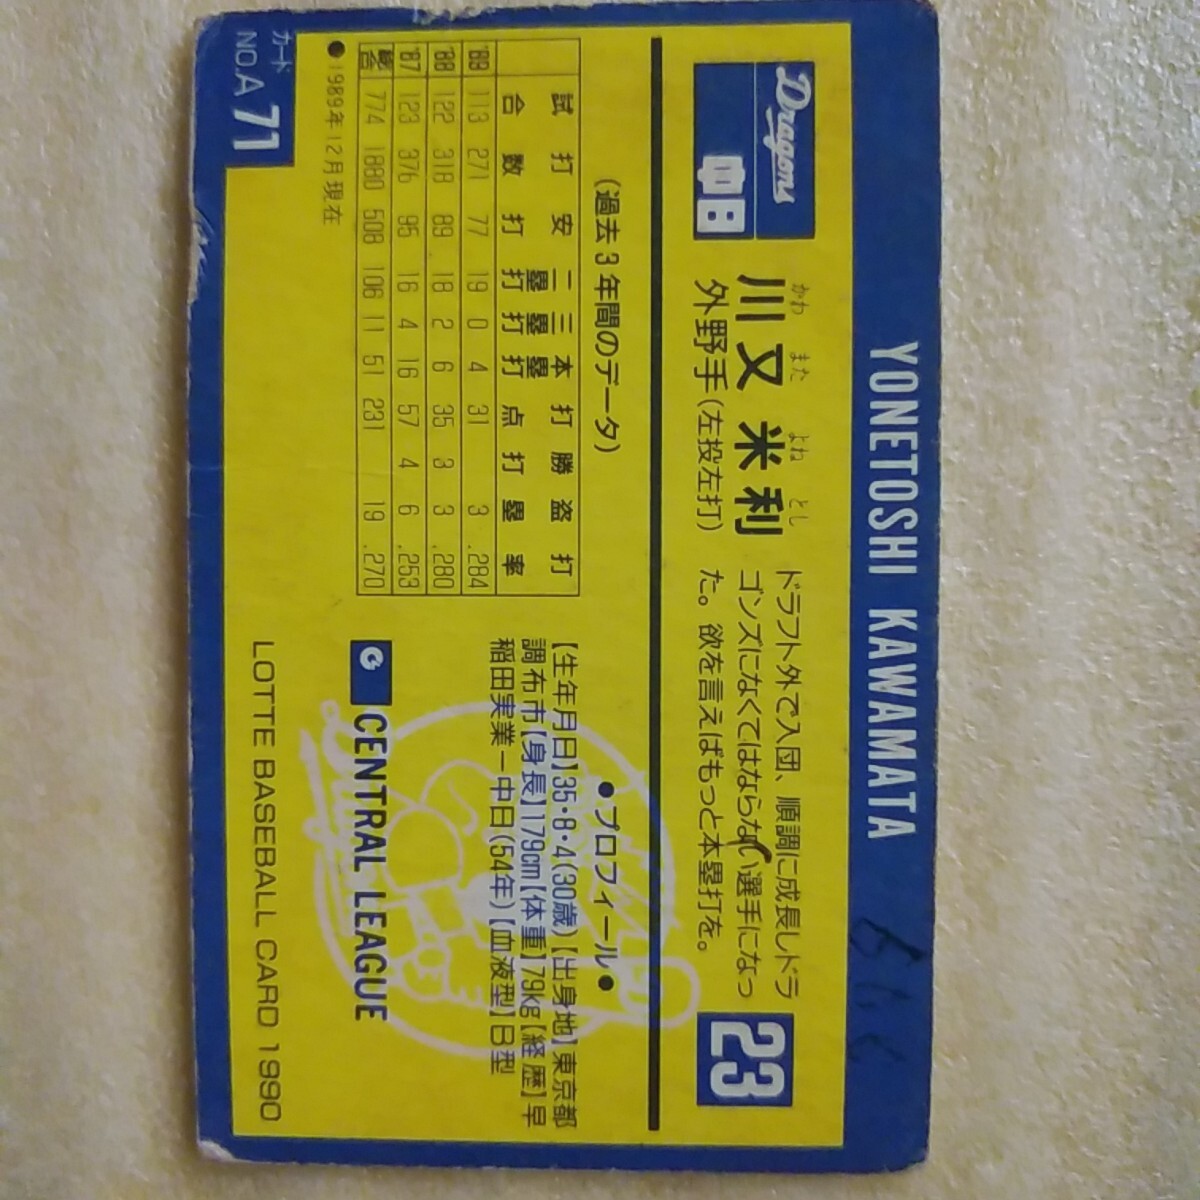 YONETOSHI KAWAMATA
Dragons
中日
かわ また よね とし
川又 米利
外野手(左投左打)
ドラフト外で入団、順調に成長しドラ
ゴンズになくてはならない選手になっ
た。欲を言えばもっと本塁打を。
23
(過去3年間のデータ)
試合 打数 安打 二塁打 三塁打 本塁打 打点 勝打 盗塁 打率
'89 113 271 77 19 0 4 31 3 .284
'88 122 318 89 18 2 6 35 3 3 .280
'87 123 376 95 16 4 16 57 4 6 .253
総合 774 1880 508 106 11 51 231 / 19 .270
●1989年12月現在
カード
NO.A71
●プロフィール●
【生年月日】35・8・4(30歳)【出身地】東京都
調布市【身長】179cm【体重】79kg【経歴】早
稲田実業－中日(54年)【血液型】B型
CENTRAL LEAGUE
LOTTE BASEBALL CARD 1990